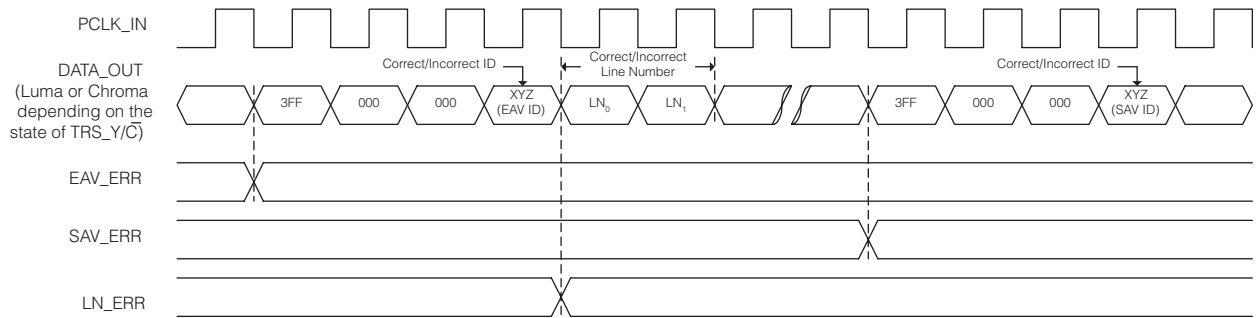 PCLK_IN
DATA_OUT
(Luma or Chroma
depending on the
state of TRS_Y/C̅)
Correct/Incorrect ID
Correct/Incorrect
Line Number
Correct/Incorrect ID
3FF
000
000
XYZ
(EAV ID)
LN₀
LN₁
3FF
000
000
XYZ
(SAV ID)
EAV_ERR
SAV_ERR
LN_ERR